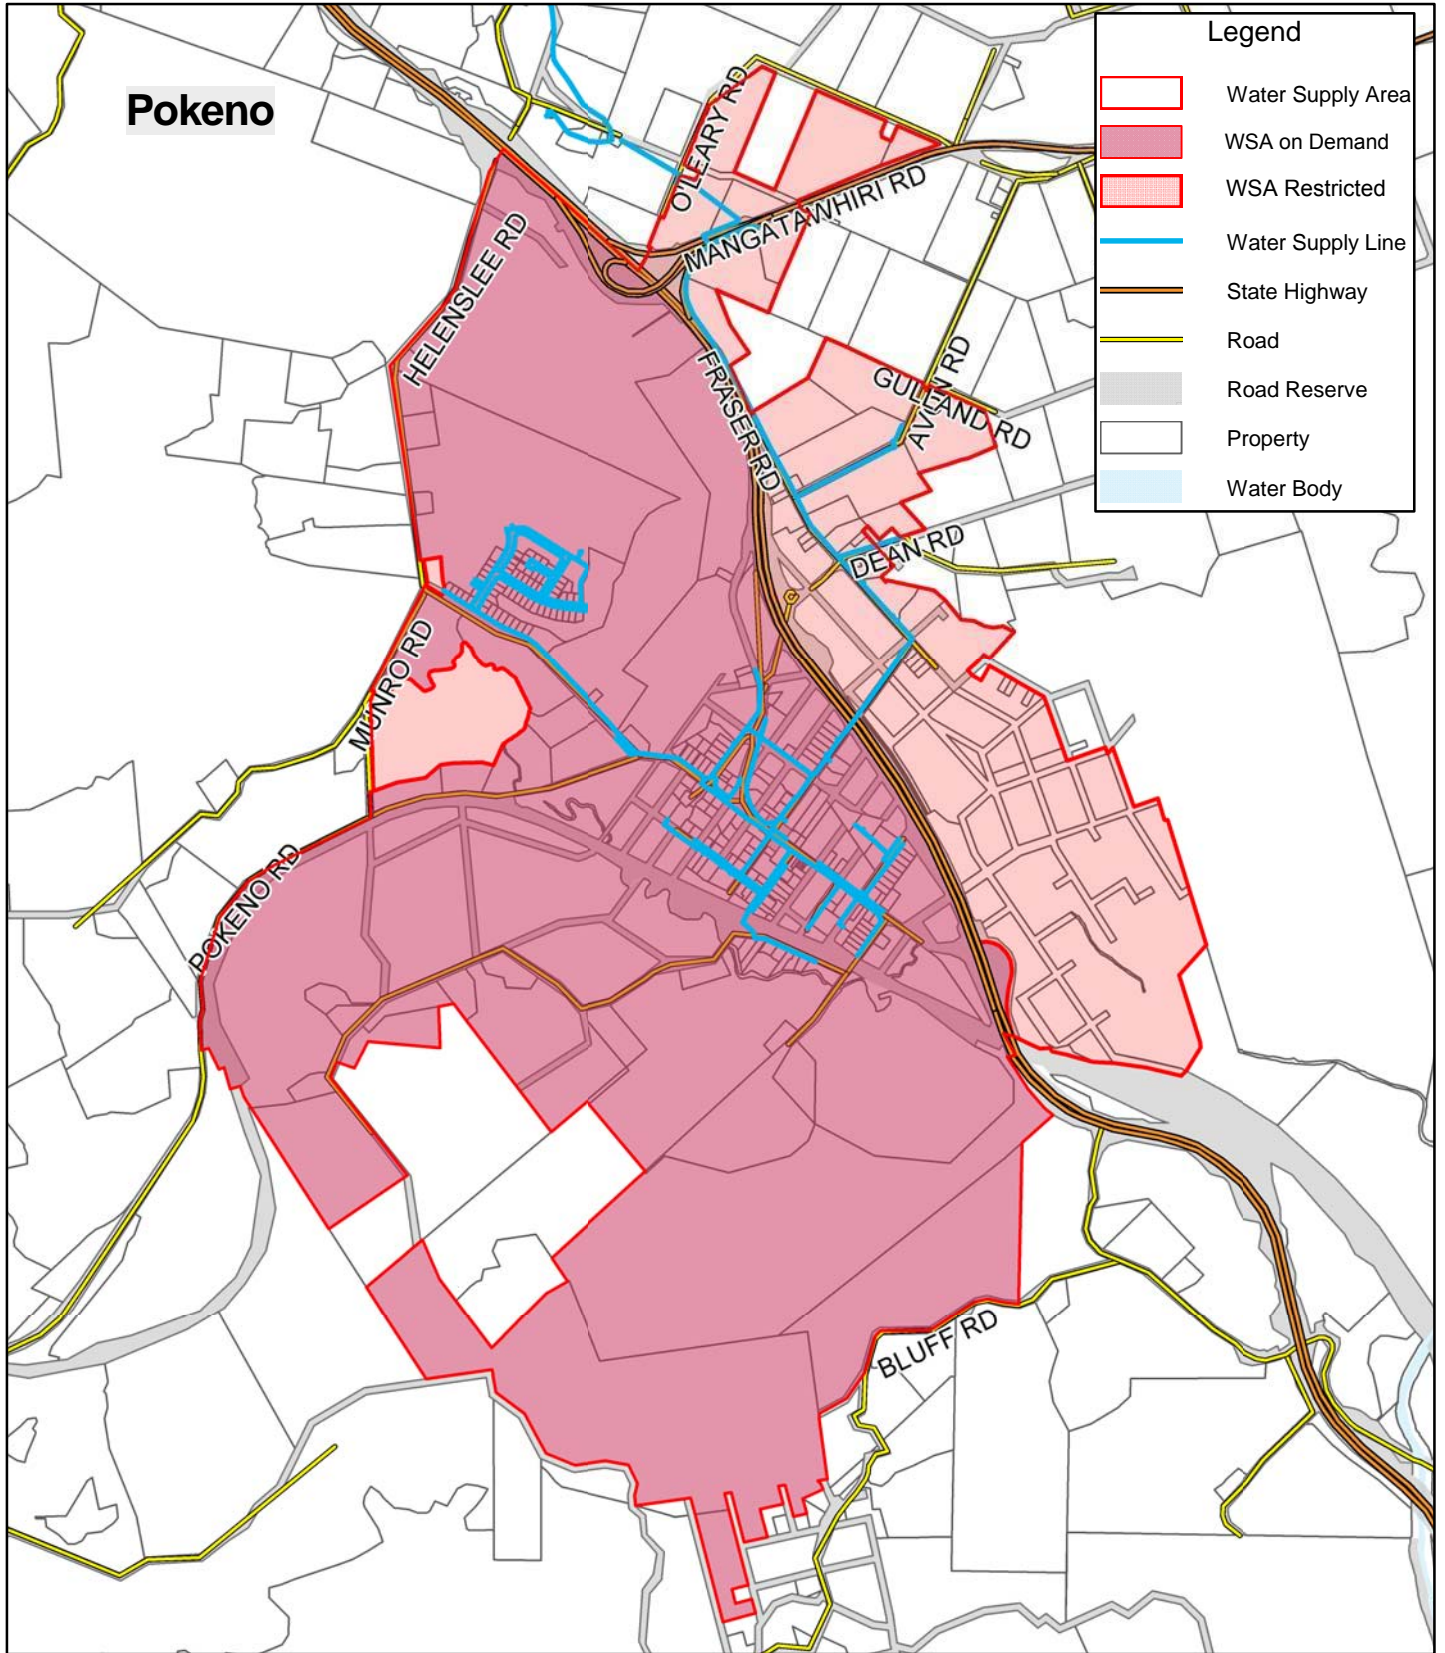 Pokeno
Legend
Water Supply Area
WSA on Demand
WSA Restricted
Water Supply Line
State Highway
Road
Road Reserve
Property
Water Body
O'LEARY RD
MANGATAWHIRI RD
HELENSLEE RD
FRASER RD
GULLAND RD
AVON RD
DEAN RD
MUNRO RD
POKENO RD
BLUFF RD